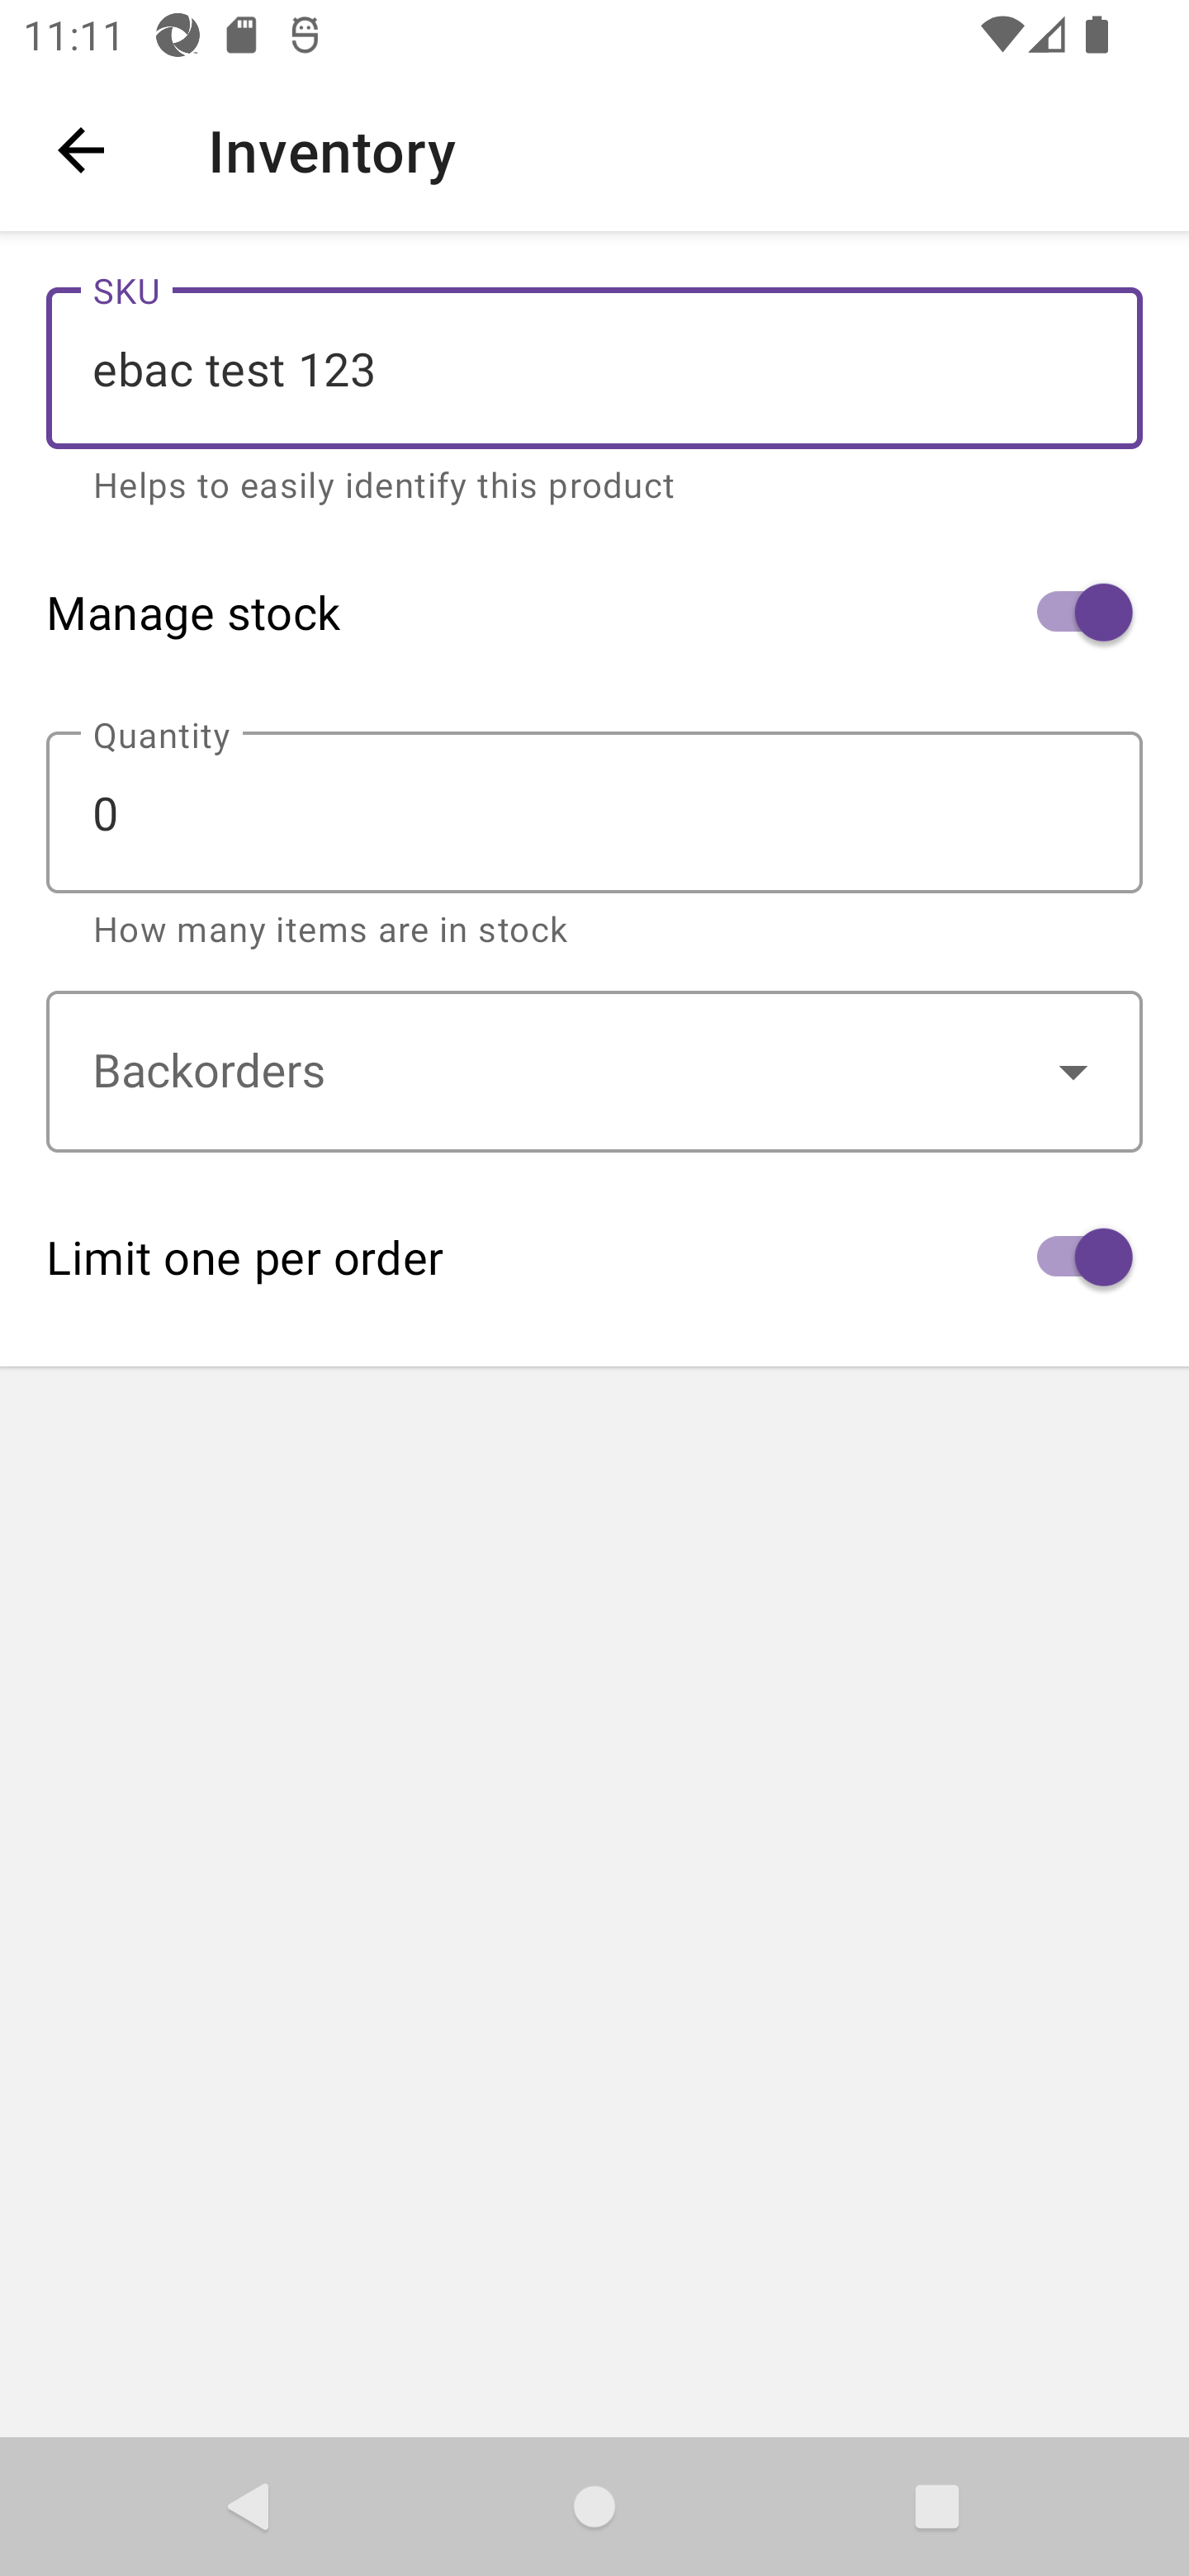 11:11
Inventory
SKU
ebac test 123
Helps to easily identify this product
Manage stock
Quantity
0
How many items are in stock
Backorders
Limit one per order